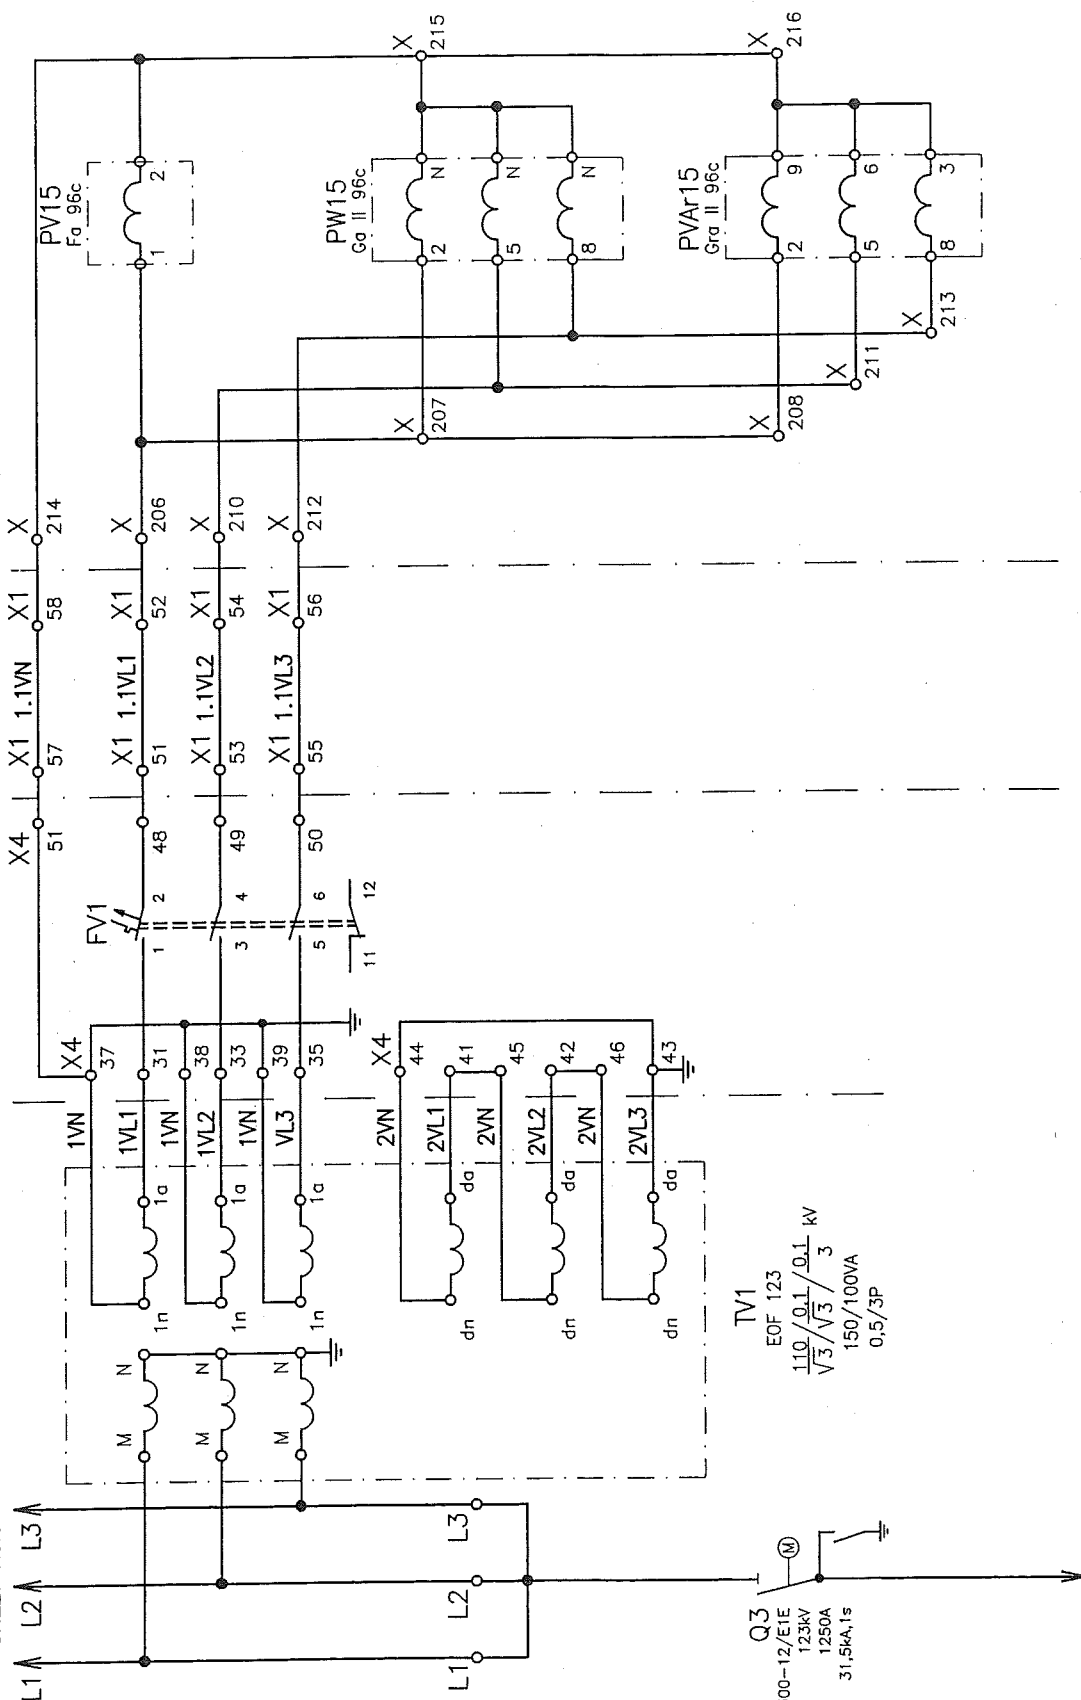 PV15
Fa 96c
1
2
X
215
X
216
PW15
Ga II 96c
2
N
5
N
8
N
PVAr15
Gra II 96c
2
9
5
6
8
3
X
207
X
208
X
211
X
213
X
214
X
206
X
210
X
212
X1
58
X1
52
X1
54
X1
56
1.1VN
1.1VL1
1.1VL2
1.1VL3
X1
57
X1
51
X1
53
X1
55
X4
51
48
49
50
FV1
1
2
3
4
5
6
11
12
X4
37
31
38
33
39
35
X4
44
41
45
42
46
43
1VN
1VL1
1VN
1VL2
1VN
VL3
2VN
2VL1
2VN
2VL2
2VN
2VL3
1a
1n
1a
1n
1a
1n
da
dn
da
dn
da
dn
M
N
M
N
M
N
TV1
EOF 123
110/0.1/0.1 kV
√3/√3/ 3
150/100VA
0,5/3P
L1
L2
L3
L1
L2
L3
Q3
00-12/E1E
123kV
1250A
31,5kA,1s
M